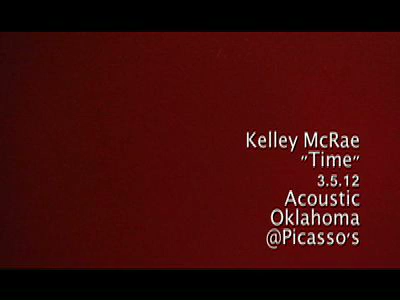 Kelley McRae
"Time"
3.5.12
Acoustic
Oklahoma
@Picasso's